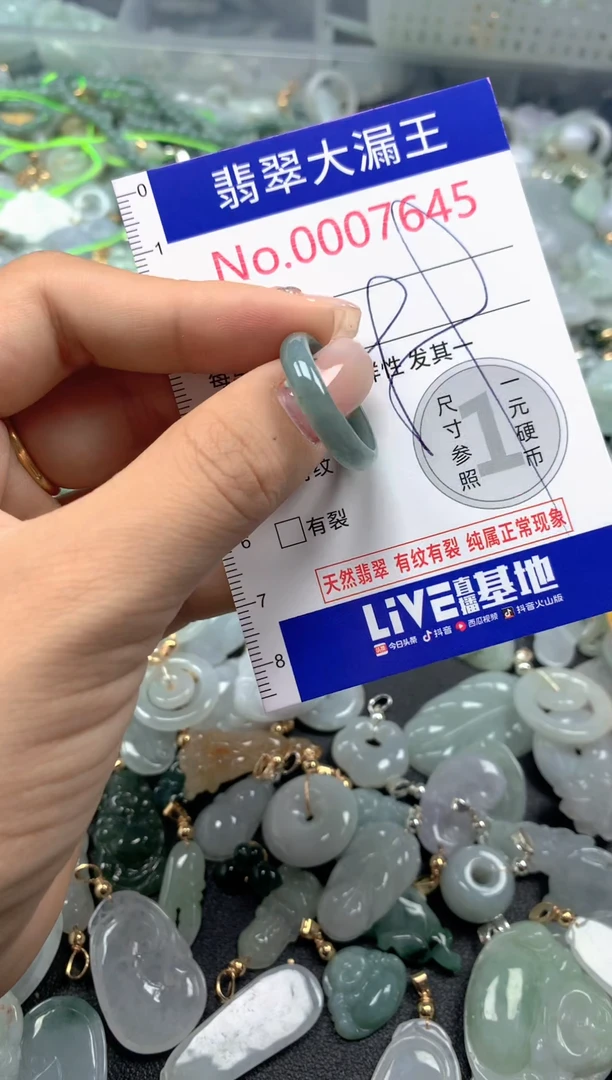 翡翠大漏王
No.0007645
0
1
样性发其一
一元硬币
尺寸参照
1
纹
6
有裂
天然翡翠 有纹有裂 纯属正常现象
7
LiVE直播基地
今日头条 抖音 西瓜视频 抖音火山版
8